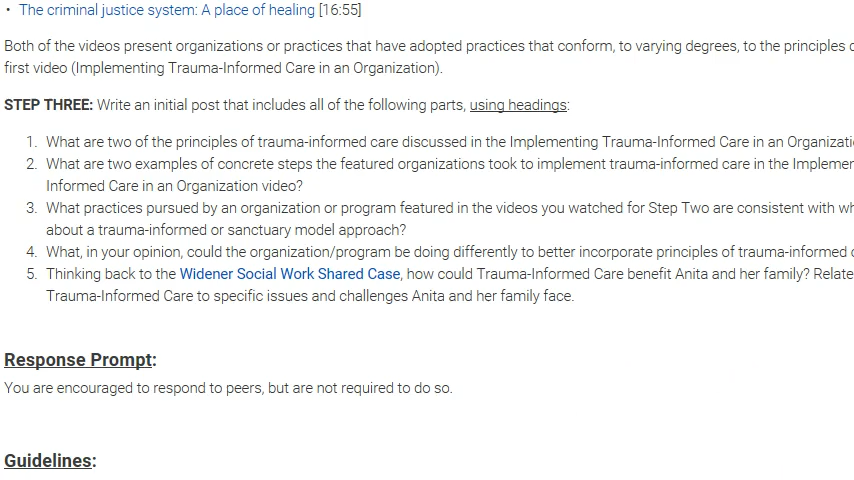 • The criminal justice system: A place of healing [16:55]
Both of the videos present organizations or practices that have adopted practices that conform, to varying degrees, to the principles
first video (Implementing Trauma-Informed Care in an Organization).
STEP THREE: Write an initial post that includes all of the following parts, using headings:
1. What are two of the principles of trauma-informed care discussed in the Implementing Trauma-Informed Care in an
2. What are two examples of concrete steps the featured organizations took to implement trauma-informed care in the
Informed Care in an Organization video?
3. What practices pursued by an organization or program featured in the videos you watched for Step Two are consistent with
about a trauma-informed or sanctuary model approach?
4. What, in your opinion, could the organization/program be doing differently to better incorporate principles of trauma-informed
5. Thinking back to the Widener Social Work Shared Case, how could Trauma-Informed Care benefit Anita and her family? Relate
Trauma-Informed Care to specific issues and challenges Anita and her family face.
Response Prompt:
You are encouraged to respond to peers, but are not required to do so.
Guidelines: